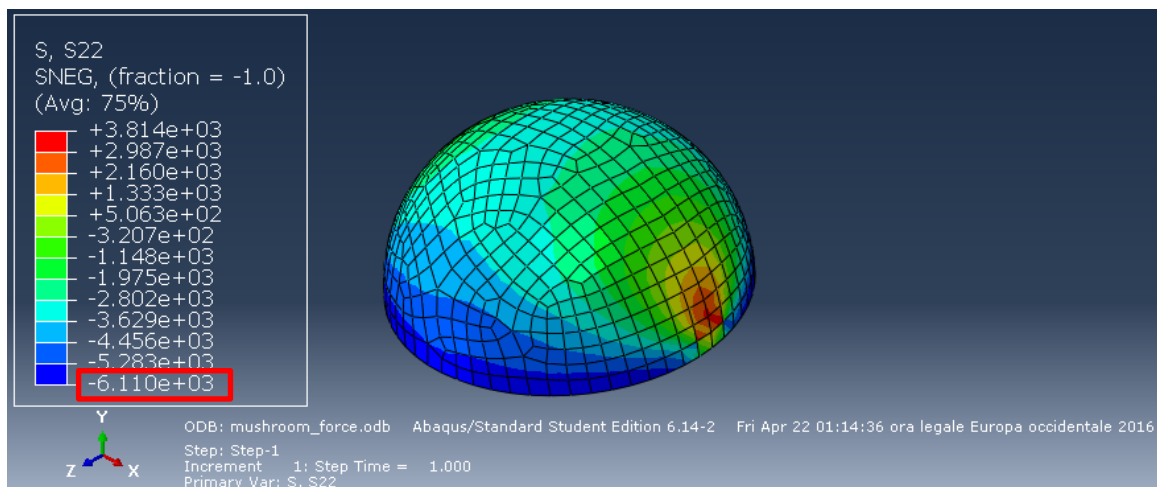 S, S22
SNEG, (fraction = -1.0)
(Avg: 75%)
+3.814e+03
+2.987e+03
+2.160e+03
+1.333e+03
+5.063e+02
-3.207e+02
-1.148e+03
-1.975e+03
-2.802e+03
-3.629e+03
-4.456e+03
-5.283e+03
-6.110e+03
Y
Z X
ODB: mushroom_force.odb Abaqus/Standard Student Edition 6.14-2 Fri Apr 22 01:14:36 ora legale Europa occidentale 2016
Step: Step-1
Increment 1: Step Time = 1.000
Primary Var: S, S22